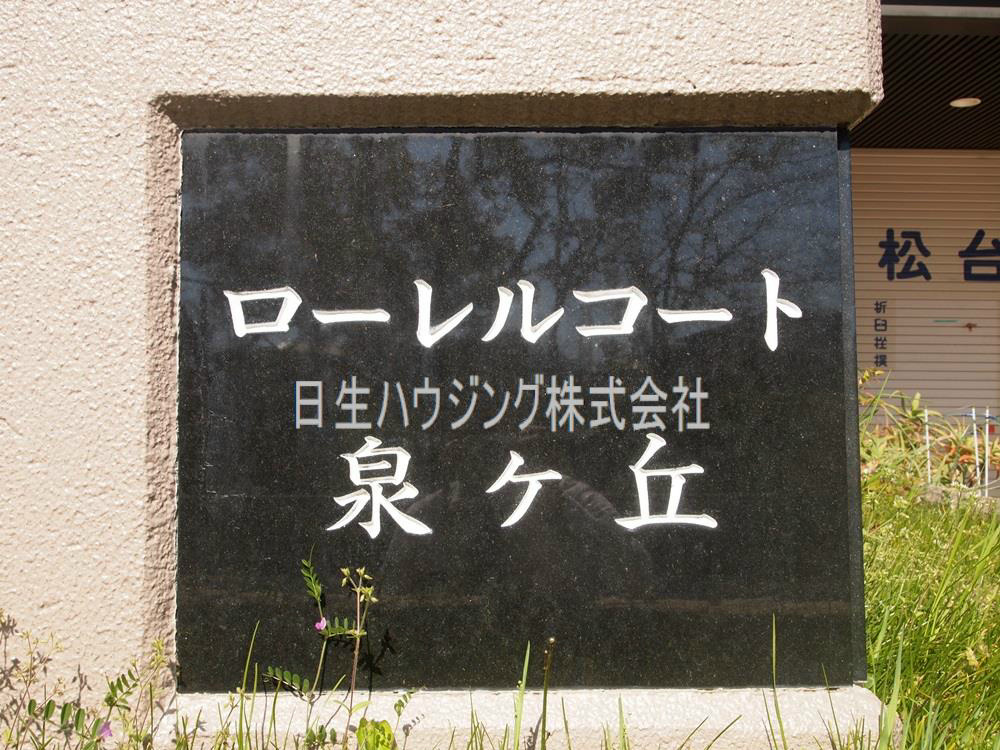 ローレルコート
日生ハウジング株式会社
泉ヶ丘
松台